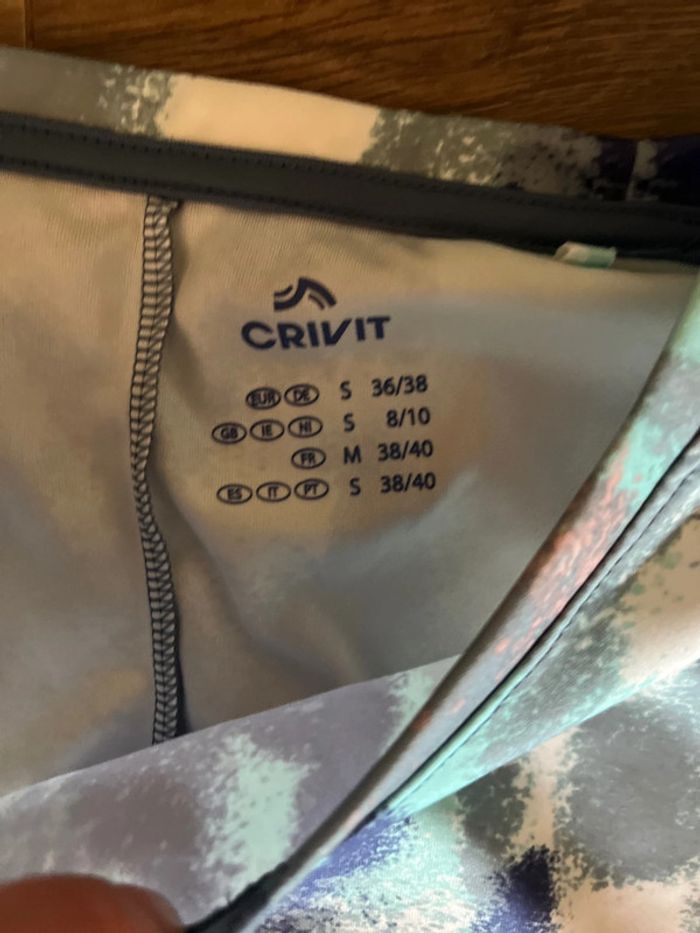 CRIVIT
EUR DE S 36/38
GB IE NI S 8/10
FR M 38/40
ES IT PT S 38/40